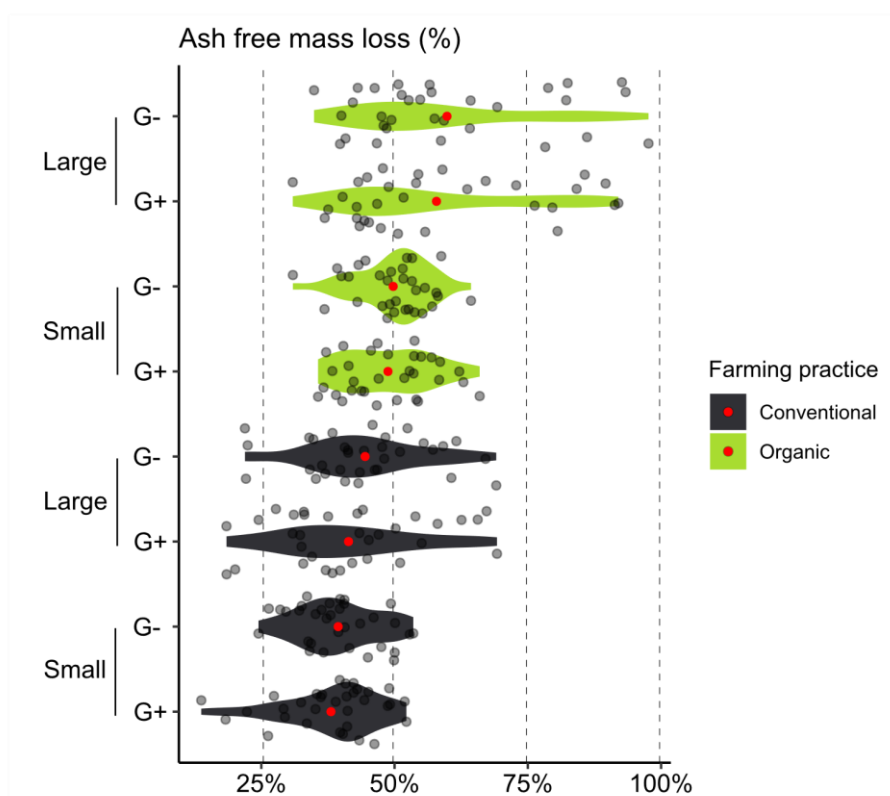 Ash free mass loss (%)
G-
Large
G+
G-
Small
G+
G-
Large
G+
G-
Small
G+
25% 50% 75% 100%
Farming practice
Conventional
Organic